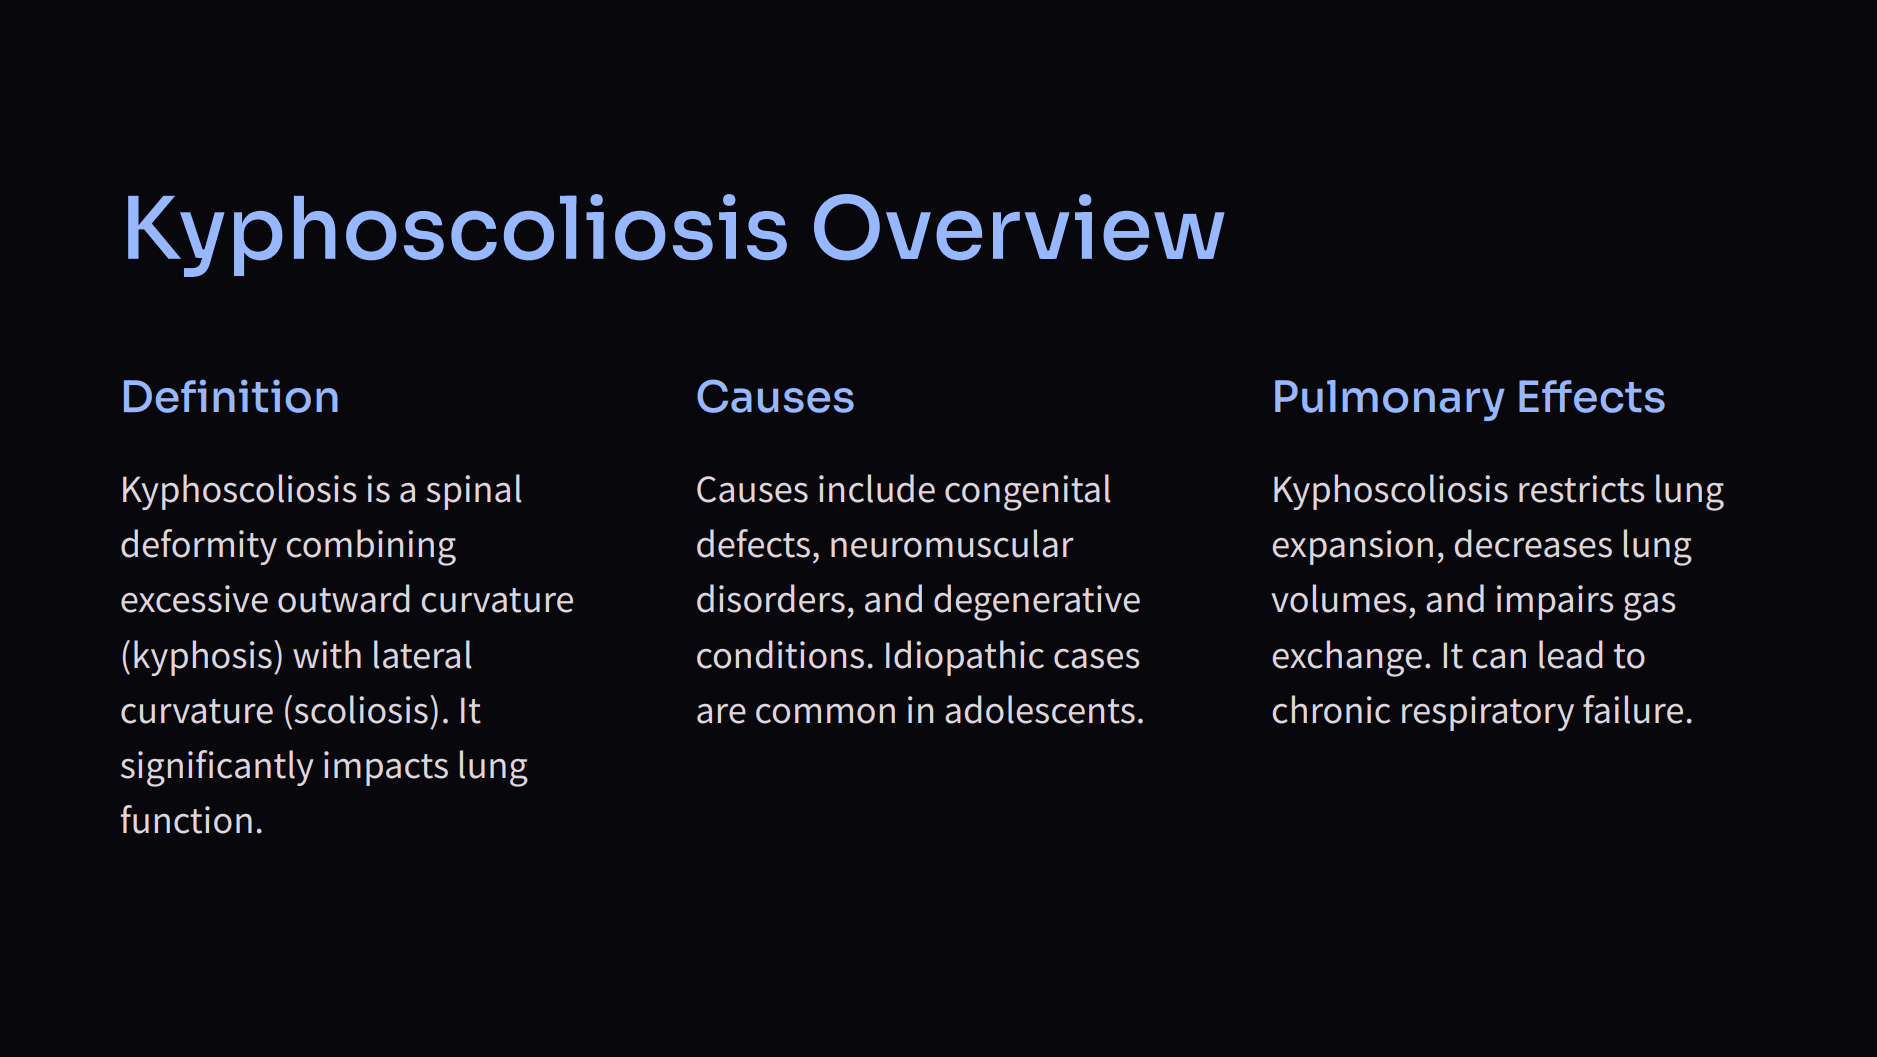 Kyphoscoliosis Overview
Definition
Kyphoscoliosis is a spinal
deformity combining
excessive outward curvature
(kyphosis) with lateral
curvature (scoliosis). It
significantly impacts lung
function.
Causes
Causes include congenital
defects, neuromuscular
disorders, and degenerative
conditions. Idiopathic cases
are common in adolescents.
Pulmonary Effects
Kyphoscoliosis restricts lung
expansion, decreases lung
volumes, and impairs gas
exchange. It can lead to
chronic respiratory failure.